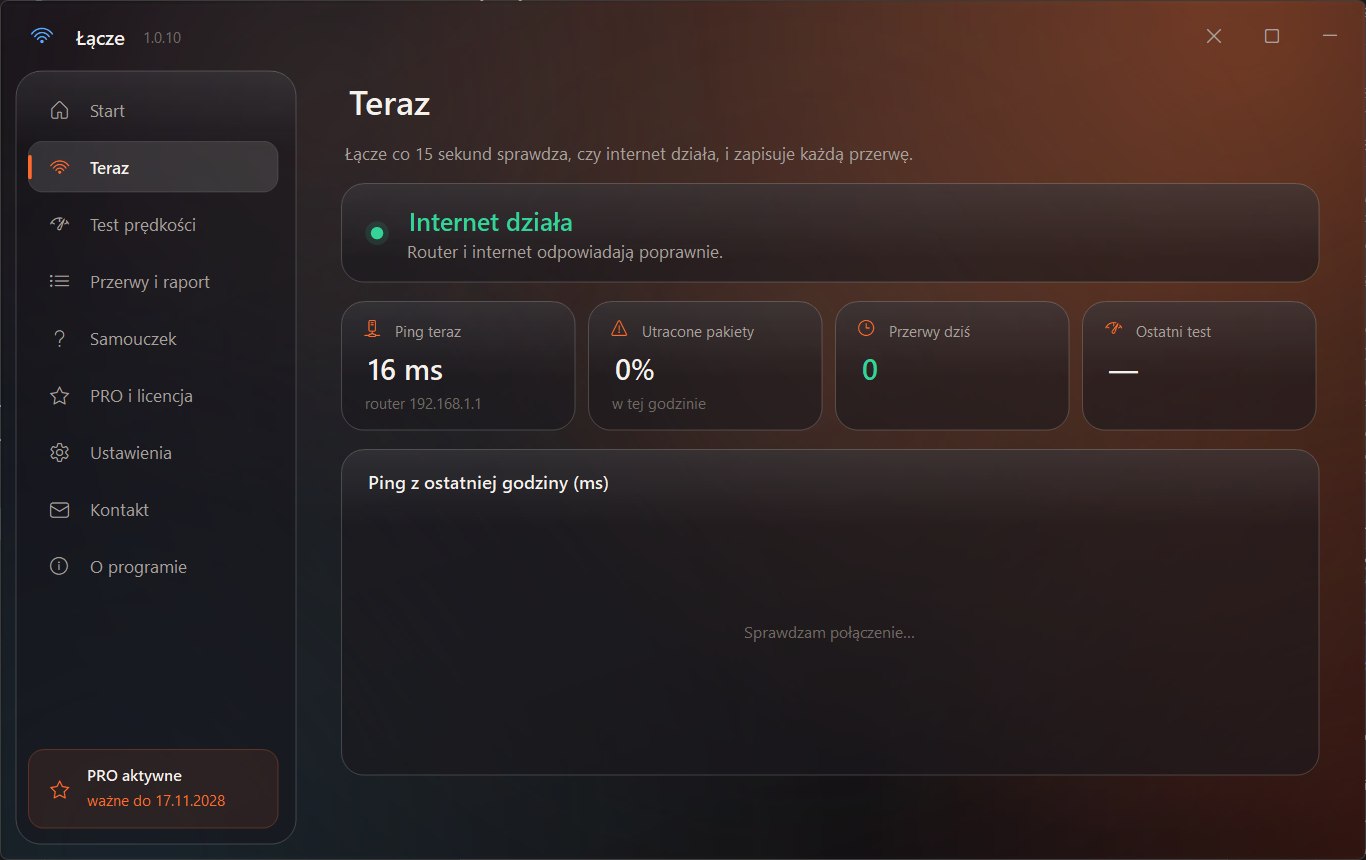 Łącze 1.0.10
Start
Teraz
Test prędkości
Przerwy i raport
Samouczek
PRO i licencja
Ustawienia
Kontakt
O programie
PRO aktywne
ważne do 17.11.2028
Teraz
Łącze co 15 sekund sprawdza, czy internet działa, i zapisuje każdą przerwę.
Internet działa
Router i internet odpowiadają poprawnie.
Ping teraz
16 ms
router 192.168.1.1
Utracone pakiety
0%
w tej godzinie
Przerwy dziś
0
Ostatni test
—
Ping z ostatniej godziny (ms)
Sprawdzam połączenie...